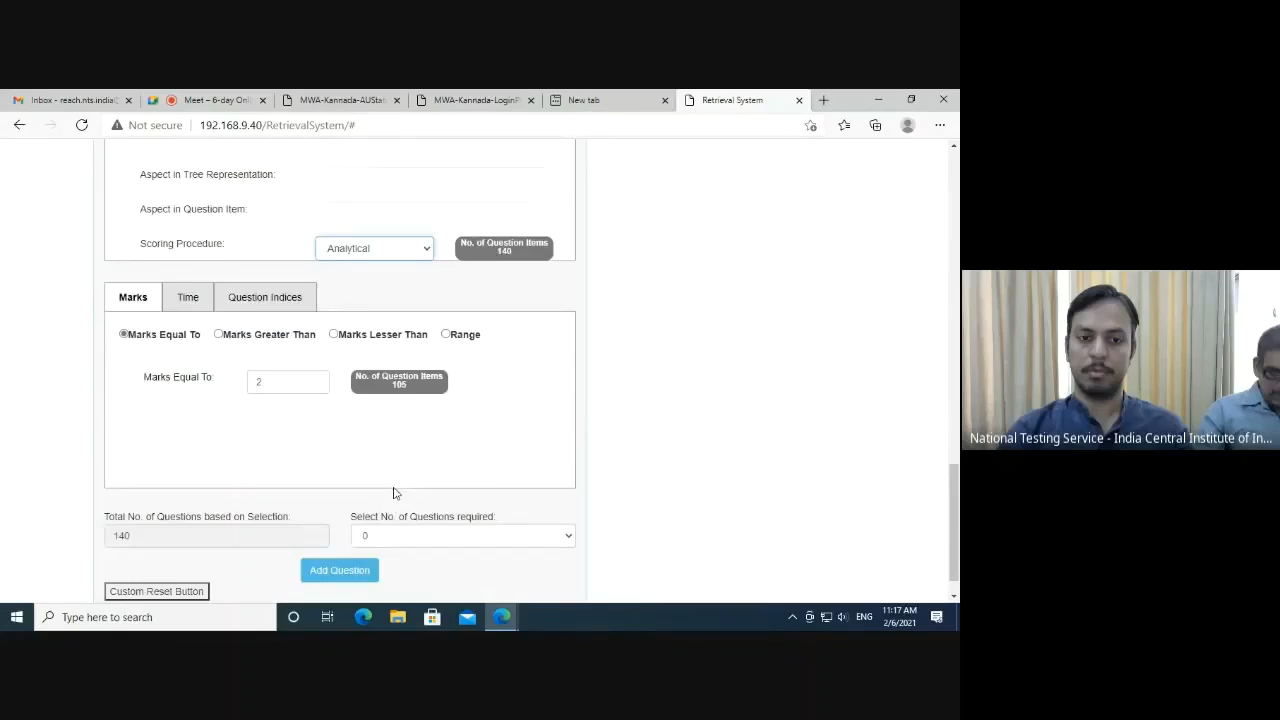 Inbox - reach.nts.india@
Meet – 6-day Onl
MWA-Kannada-AUStat
MWA-Kannada-LoginP
New tab
Retrieval System
Not secure 192.168.9.40/RetrievalSystem/#
Aspect in Tree Representation:
Aspect in Question Item:
Scoring Procedure: Analytical
No. of Question Items
140
Marks Time Question Indices
Marks Equal To Marks Greater Than Marks Lesser Than Range
Marks Equal To: 2
No. of Question Items
105
Total No. of Questions based on Selection: Select No. of Questions required:
140 0
Add Question
Custom Reset Button
Type here to search
ENG
11:17 AM
2/6/2021
National Testing Service - India Central Institute of In...